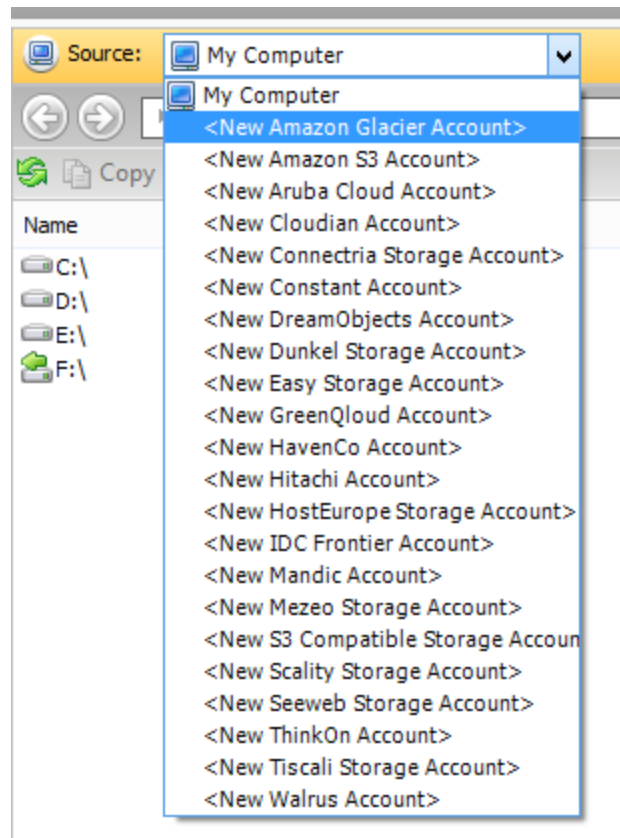 Source:
My Computer
My Computer
<New Amazon Glacier Account>
Copy
<New Amazon S3 Account>
<New Aruba Cloud Account>
Name
<New Cloudian Account>
<New Connectria Storage Account>
C:\
<New Constant Account>
D:\
<New DreamObjects Account>
E:\
<New Dunkel Storage Account>
F:\
<New Easy Storage Account>
<New GreenQloud Account>
<New HavenCo Account>
<New Hitachi Account>
<New HostEurope Storage Account>
<New IDC Frontier Account>
<New Mandic Account>
<New Mezeo Storage Account>
<New S3 Compatible Storage Accoun
<New Scality Storage Account>
<New Seeweb Storage Account>
<New ThinkOn Account>
<New Tiscali Storage Account>
<New Walrus Account>